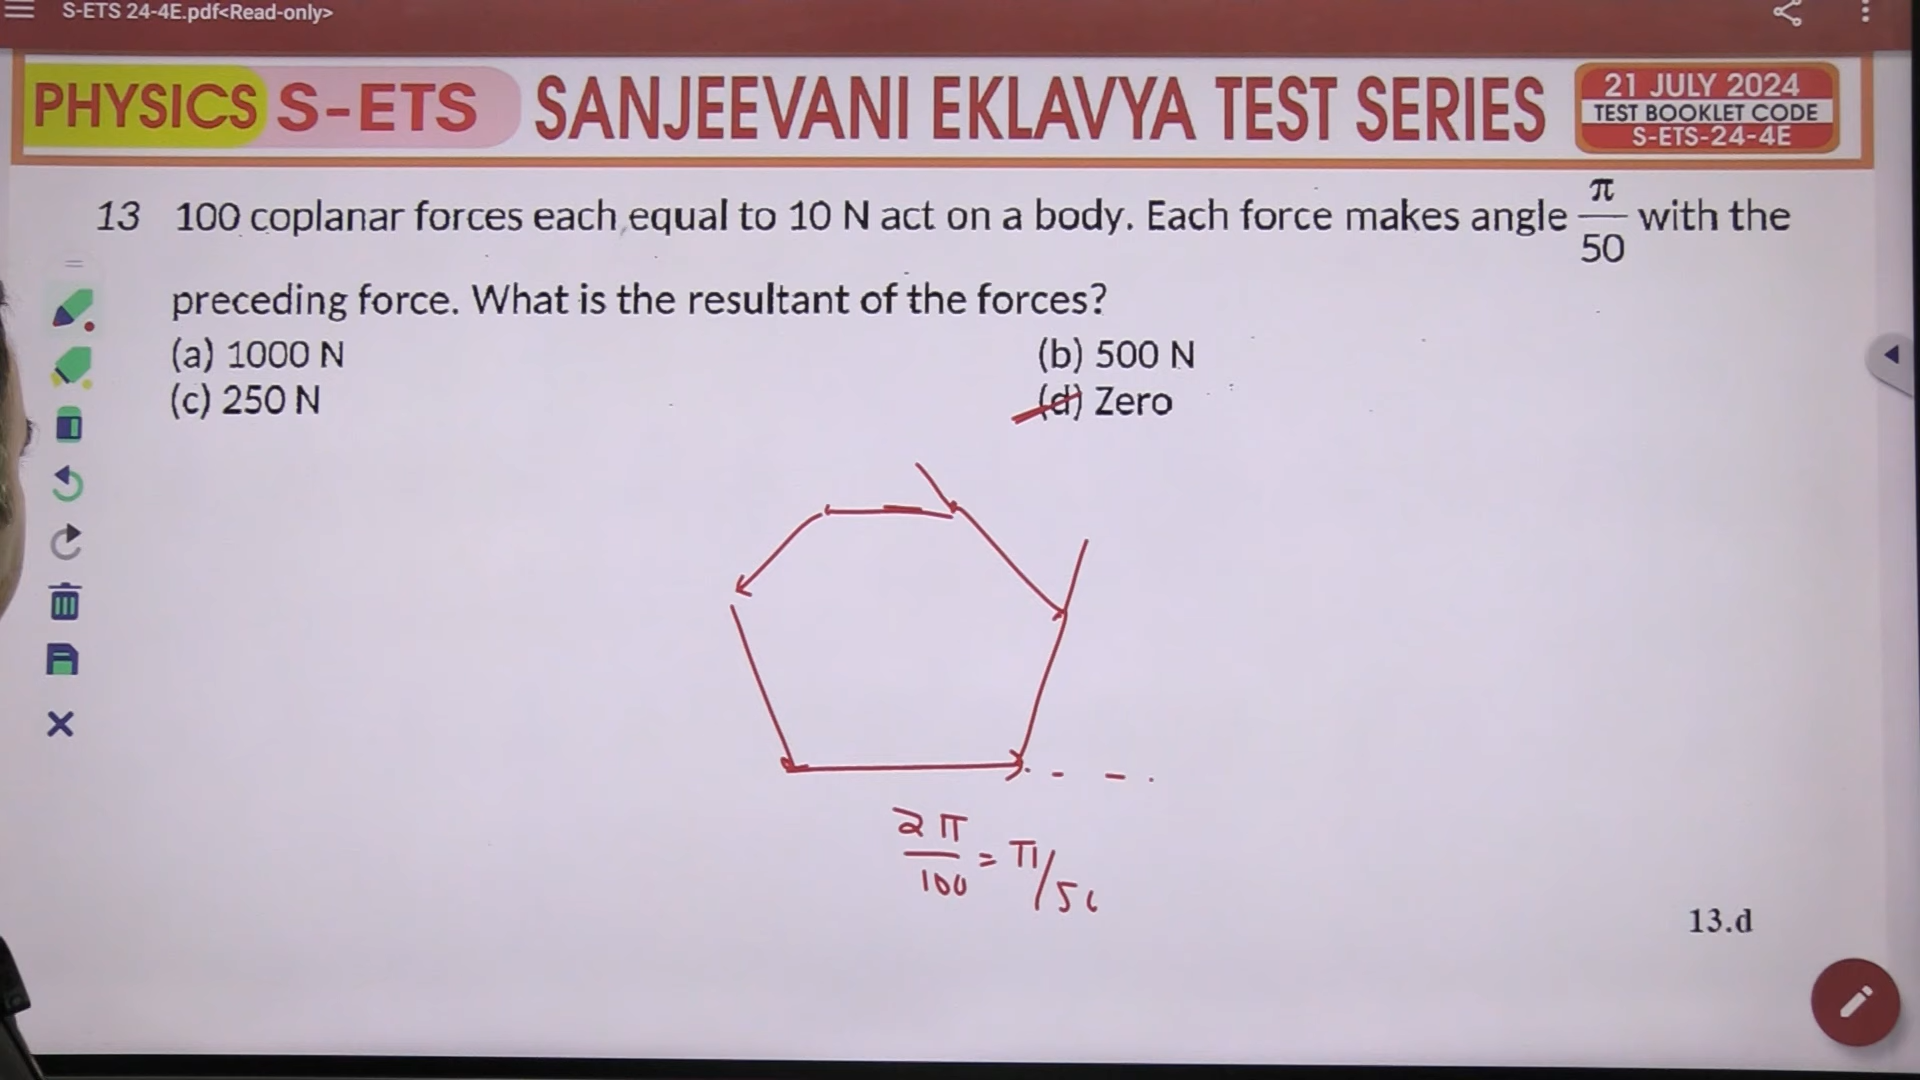 S-ETS 24-4E.pdf<Read-only>
PHYSICS S-ETS SANJEEVANI EKLAVYA TEST SERIES
21 JULY 2024
TEST BOOKLET CODE
S-ETS-24-4E
13 100 coplanar forces each equal to 10 N act on a body. Each force makes angle π/50 with the
preceding force. What is the resultant of the forces?
(a) 1000 N (b) 500 N
(c) 250 N (d) Zero
2π/100 = π/50
13.d